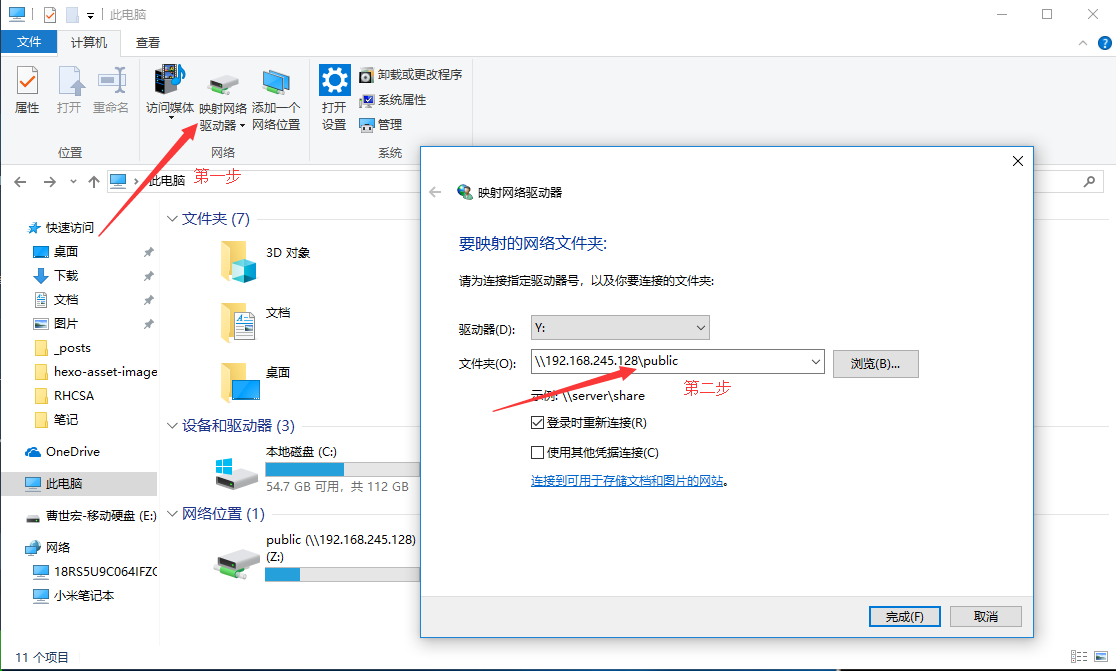 此电脑
文件
计算机
查看
属性
打开
重命名
位置
访问媒体
映射网络
驱动器
添加一个
网络位置
网络
打开
设置
卸载或更改程序
系统属性
管理
系统
此电脑
第一步
快速访问
桌面
下载
文档
图片
_posts
hexo-asset-image
RHCSA
笔记
OneDrive
此电脑
曹世宏-移动硬盘 (E:)
网络
18RS5U9C064IFZC
小米笔记本
文件夹 (7)
3D 对象
文档
桌面
设备和驱动器 (3)
本地磁盘 (C:)
54.7 GB 可用，共 112 GB
网络位置 (1)
public (\\192.168.245.128)
(Z:)
映射网络驱动器
要映射的网络文件夹:
请为连接指定驱动器号，以及你要连接的文件夹:
驱动器(D):
Y:
文件夹(O):
\\192.168.245.128\public
浏览(B)...
第二步
示例: \\server\share
登录时重新连接(R)
使用其他凭据连接(C)
连接到可用于存储文档和图片的网站。
完成(F)
取消
11 个项目